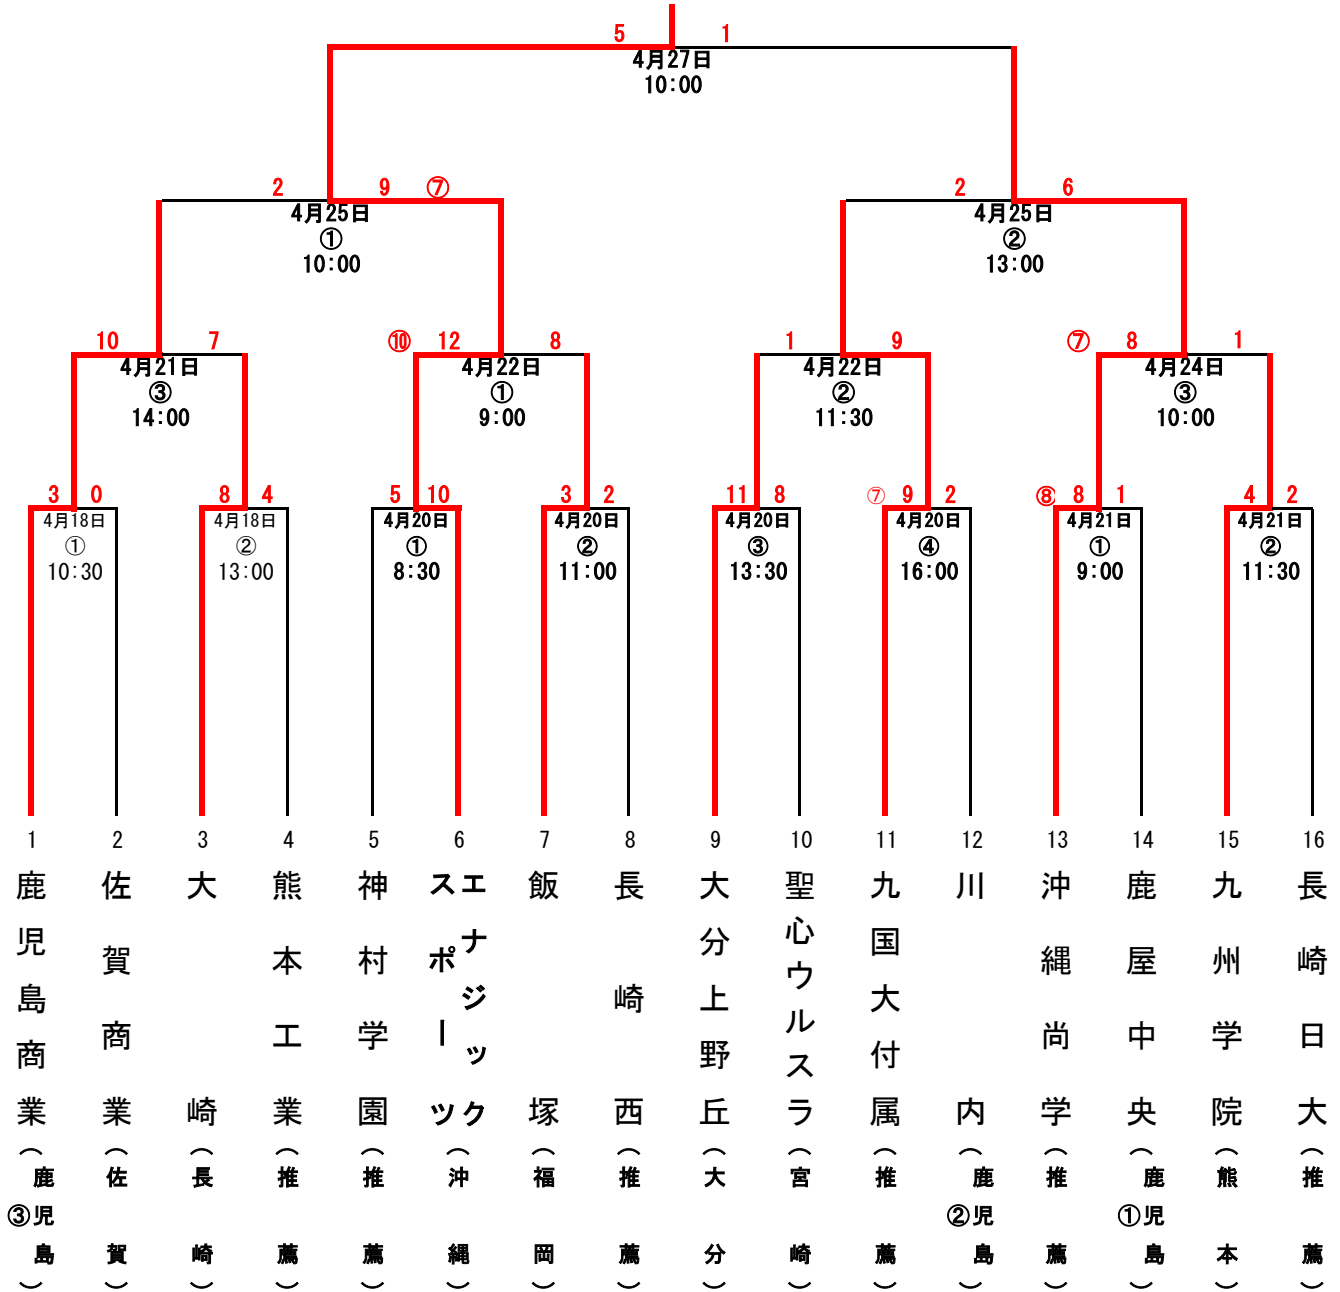 5 1
4月27日
10:00
2 9 ⑦
4月25日
①
10:00
2 6
4月25日
②
13:00
10 7
4月21日
③
14:00
⑩ 12 8
4月22日
①
9:00
1 9
4月22日
②
11:30
⑦ 8 1
4月24日
③
10:00
3 0
4月18日
①
10:30
8 4
4月18日
②
13:00
5 10
4月20日
①
8:30
3 2
4月20日
②
11:00
11 8
4月20日
③
13:30
⑦ 9 2
4月20日
④
16:00
⑧ 8 1
4月21日
①
9:00
4 2
4月21日
②
11:30
1
鹿児島商業
(鹿児島③)
2
佐賀商業
(佐賀)
3
大崎
(長崎)
4
熊本工業
(推薦)
5
神村学園
(推薦)
6
エナジック
スポーツ
(沖縄)
7
飯塚
(福岡)
8
長崎西
(推薦)
9
大分上野丘
(大分)
10
聖心ウルスラ
(宮崎)
11
九国大付属
(推薦)
12
川内
(鹿児島②)
13
沖縄尚学
(推薦)
14
鹿屋中央
(鹿児島①)
15
九州学院
(熊本)
16
長崎日大
(推薦)